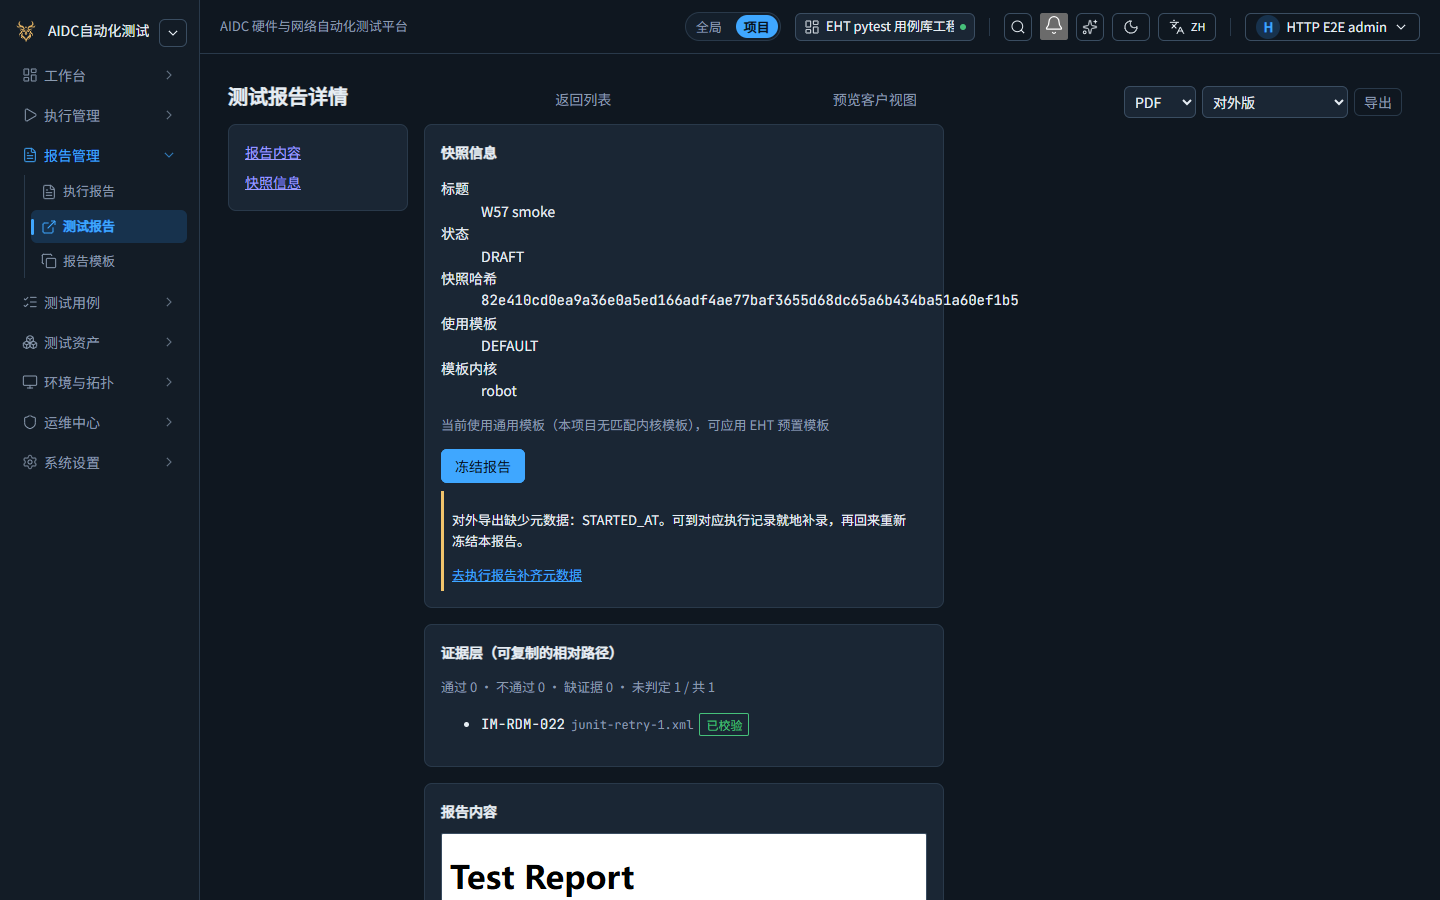 AIDC自动化测试
AIDC 硬件与网络自动化测试平台
全局
项目
EHT pytest 用例库工程
ZH
H
HTTP E2E admin
工作台
执行管理
报告管理
执行报告
测试报告
报告模板
测试用例
测试资产
环境与拓扑
运维中心
系统设置
测试报告详情
返回列表
预览客户视图
PDF
对外版
导出
报告内容
快照信息
快照信息
标题
W57 smoke
状态
DRAFT
快照哈希
82e410cd0ea9a36e0a5ed166adf4ae77baf3655d68dc65a6b434ba51a60ef1b5
使用模板
DEFAULT
模板内核
robot
当前使用通用模板（本项目无匹配内核模板），可应用 EHT 预置模板
冻结报告
对外导出缺少元数据：STARTED_AT。可到对应执行记录就地补录，再回来重新
冻结本报告。
去执行报告补齐元数据
证据层（可复制的相对路径）
通过 0 · 不通过 0 · 缺证据 0 · 未判定 1 / 共 1
IM-RDM-022 junit-retry-1.xml 已校验
报告内容
Test Report